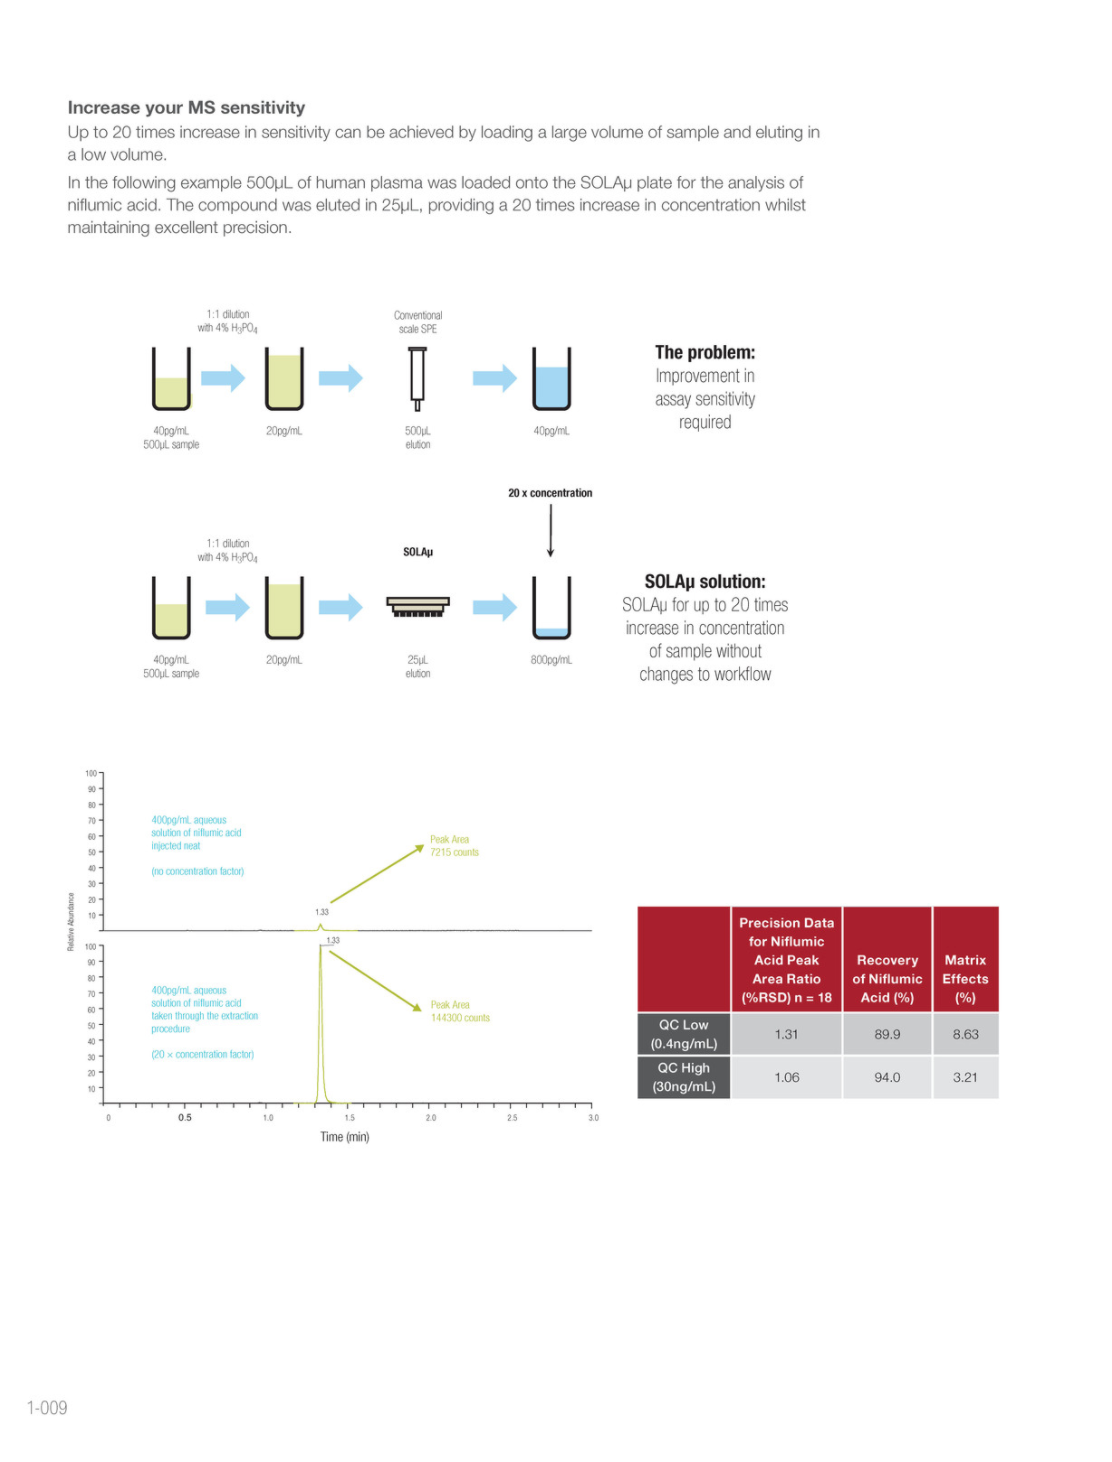 Increase your MS sensitivity
Up to 20 times increase in sensitivity can be achieved by loading a large volume of sample and eluting in
a low volume.
In the following example 500µL of human plasma was loaded onto the SOLAµ plate for the analysis of
niflumic acid. The compound was eluted in 25µL, providing a 20 times increase in concentration whilst
maintaining excellent precision.
1:1 dilution
with 4% H3PO4
Conventional
scale SPE
40pg/mL
500µL sample
20pg/mL
500µL
elution
40pg/mL
The problem:
Improvement in
assay sensitivity
required
20 x concentration
1:1 dilution
with 4% H3PO4
SOLAµ
40pg/mL
500µL sample
20pg/mL
25µL
elution
800pg/mL
SOLAµ solution:
SOLAµ for up to 20 times
increase in concentration
of sample without
changes to workflow
Relative Abundance
100
90
80
70
60
50
40
30
20
10
400pg/mL aqueous
solution of niflumic acid
injected neat
(no concentration factor)
Peak Area
7215 counts
1.33
100
90
80
70
60
50
40
30
20
10
1.33
400pg/mL aqueous
solution of niflumic acid
taken through the extraction
procedure
(20 × concentration factor)
Peak Area
144300 counts
0 0.5 1.0 1.5 2.0 2.5 3.0
Time (min)
Precision Data
for Niflumic
Acid Peak
Area Ratio
(%RSD) n = 18
Recovery
of Niflumic
Acid (%)
Matrix
Effects
(%)
QC Low
(0.4ng/mL)
1.31 89.9 8.63
QC High
(30ng/mL)
1.06 94.0 3.21
1-009